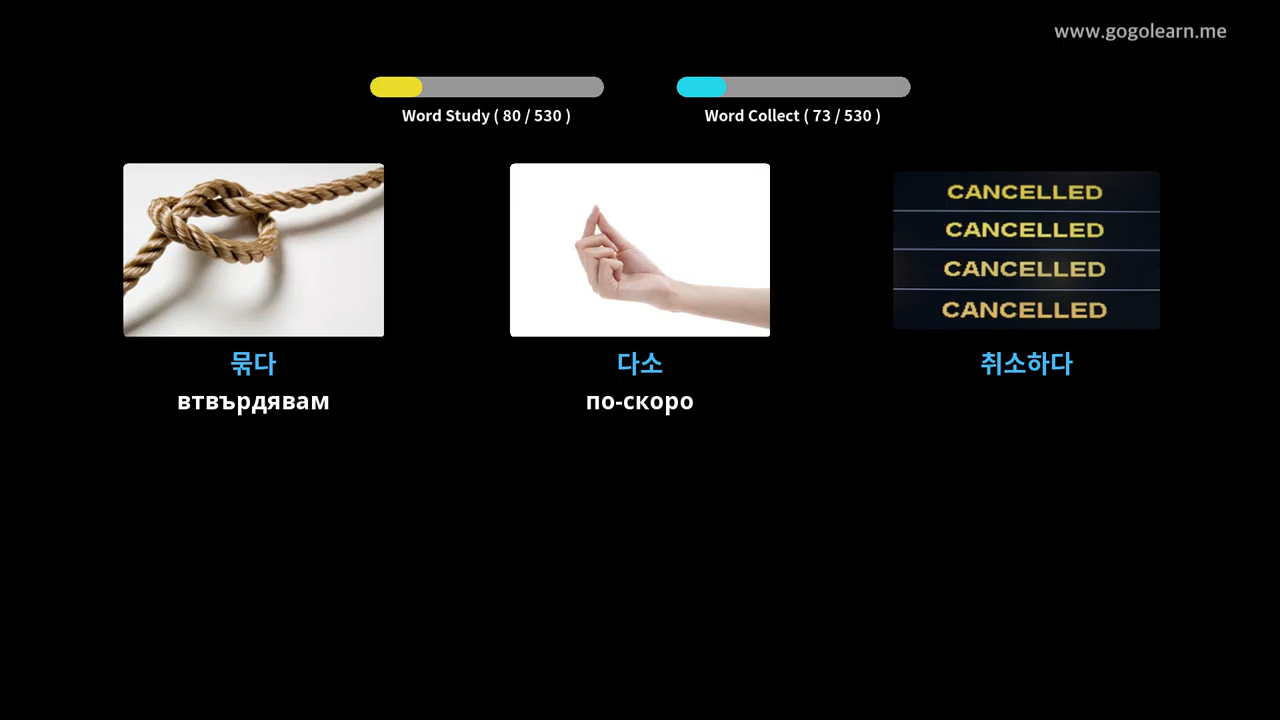 www.gogolearn.me
Word Study ( 80 / 530 )
Word Collect ( 73 / 530 )
CANCELLED
CANCELLED
CANCELLED
CANCELLED
묶다
다소
취소하다
втвърдявам
по-скоро